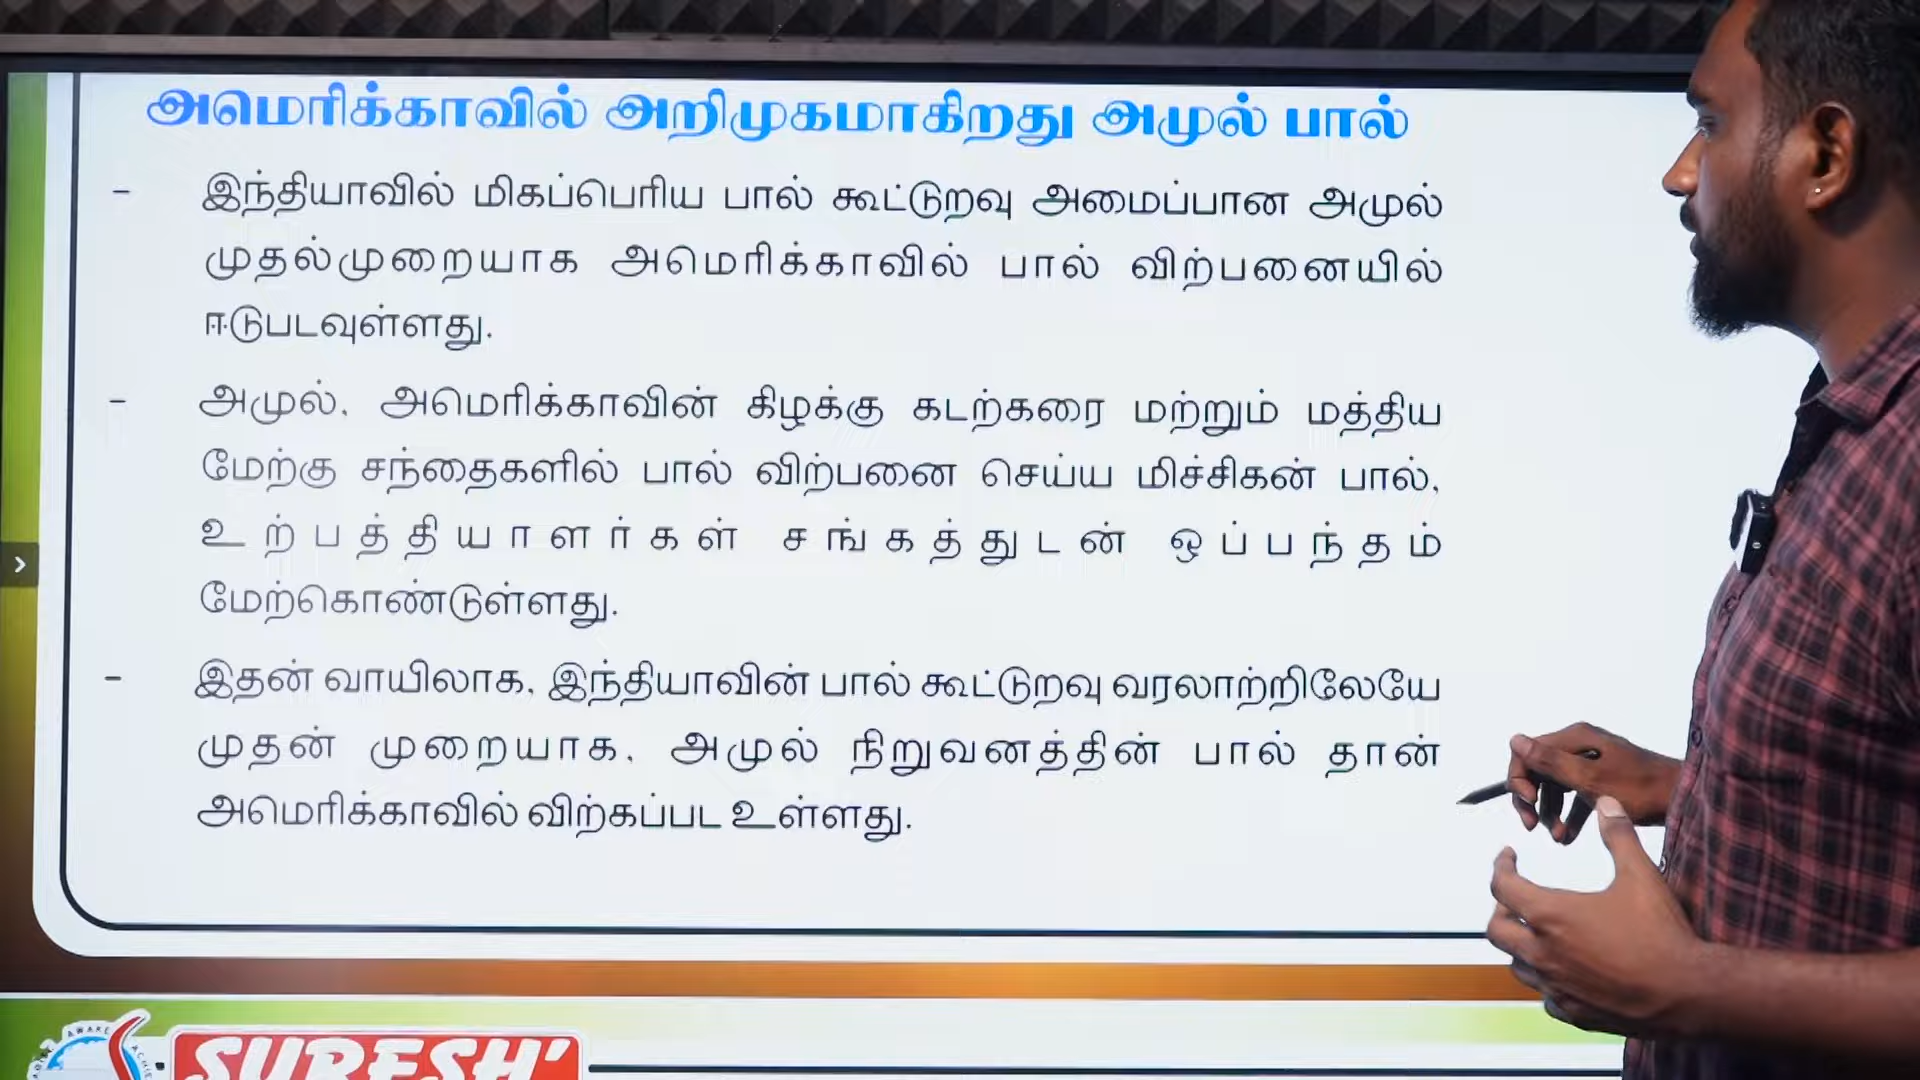 அமெரிக்காவில் அறிமுகமாகிறது அமுல் பால்
- இந்தியாவில் மிகப்பெரிய பால் கூட்டுறவு அமைப்பான அமுல்
முதல்முறையாக அமெரிக்காவில் பால் விற்பனையில்
ஈடுபடவுள்ளது.
- அமுல், அமெரிக்காவின் கிழக்கு கடற்கரை மற்றும் மத்திய
மேற்கு சந்தைகளில் பால் விற்பனை செய்ய மிச்சிகன் பால்,
உற்பத்தியாளர்கள் சங்கத்துடன் ஒப்பந்தம்
மேற்கொண்டுள்ளது.
- இதன் வாயிலாக, இந்தியாவின் பால் கூட்டுறவு வரலாற்றிலேயே
முதன் முறையாக, அமுல் நிறுவனத்தின் பால் தான்
அமெரிக்காவில் விற்கப்பட உள்ளது.
AWAKE
SURESH'